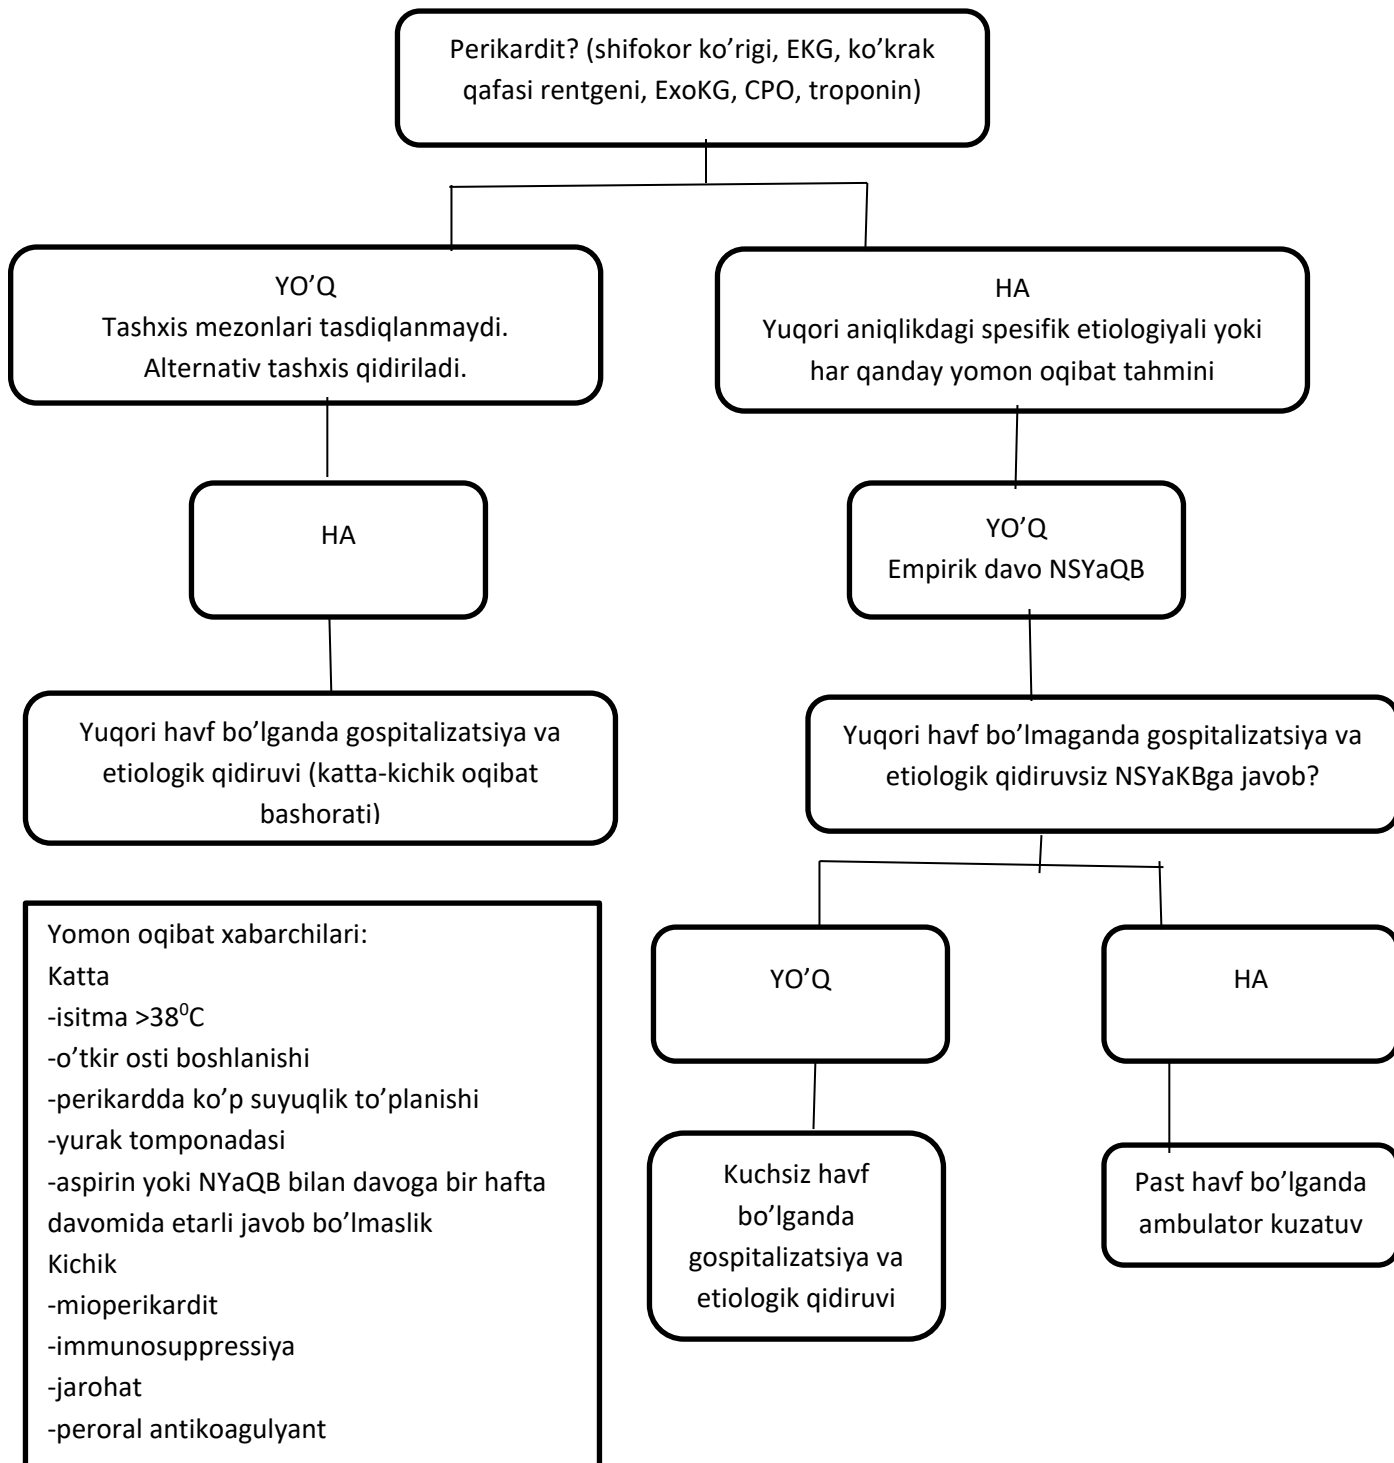 Perikardit? (shifokor ko’rigi, EKG, ko’krak
qafasi rentgeni, ExoKG, CPO, troponin)
YO’Q
Tashxis mezonlari tasdiqlanmaydi.
Alternativ tashxis qidiriladi.
HA
Yuqori aniqlikdagi spesifik etiologiyali yoki
har qanday yomon oqibat tahmini
HA
YO’Q
Empirik davo NSYaQB
Yuqori havf bo’lganda gospitalizatsiya va
etiologik qidiruvi (katta-kichik oqibat
bashorati)
Yuqori havf bo’lmaganda gospitalizatsiya va
etiologik qidiruvsiz NSYaKBga javob?
YO’Q
HA
Kuchsiz havf
bo’lganda
gospitalizatsiya va
etiologik qidiruvi
Past havf bo’lganda
ambulator kuzatuv
Yomon oqibat xabarchilari:
Katta
-isitma >38⁰C
-o’tkir osti boshlanishi
-perikardda ko’p suyuqlik to’planishi
-yurak tomponadasi
-aspirin yoki NYaQB bilan davoga bir hafta
davomida etarli javob bo’lmaslik
Kichik
-mioperikardit
-immunosuppressiya
-jarohat
-peroral antikoagulyant